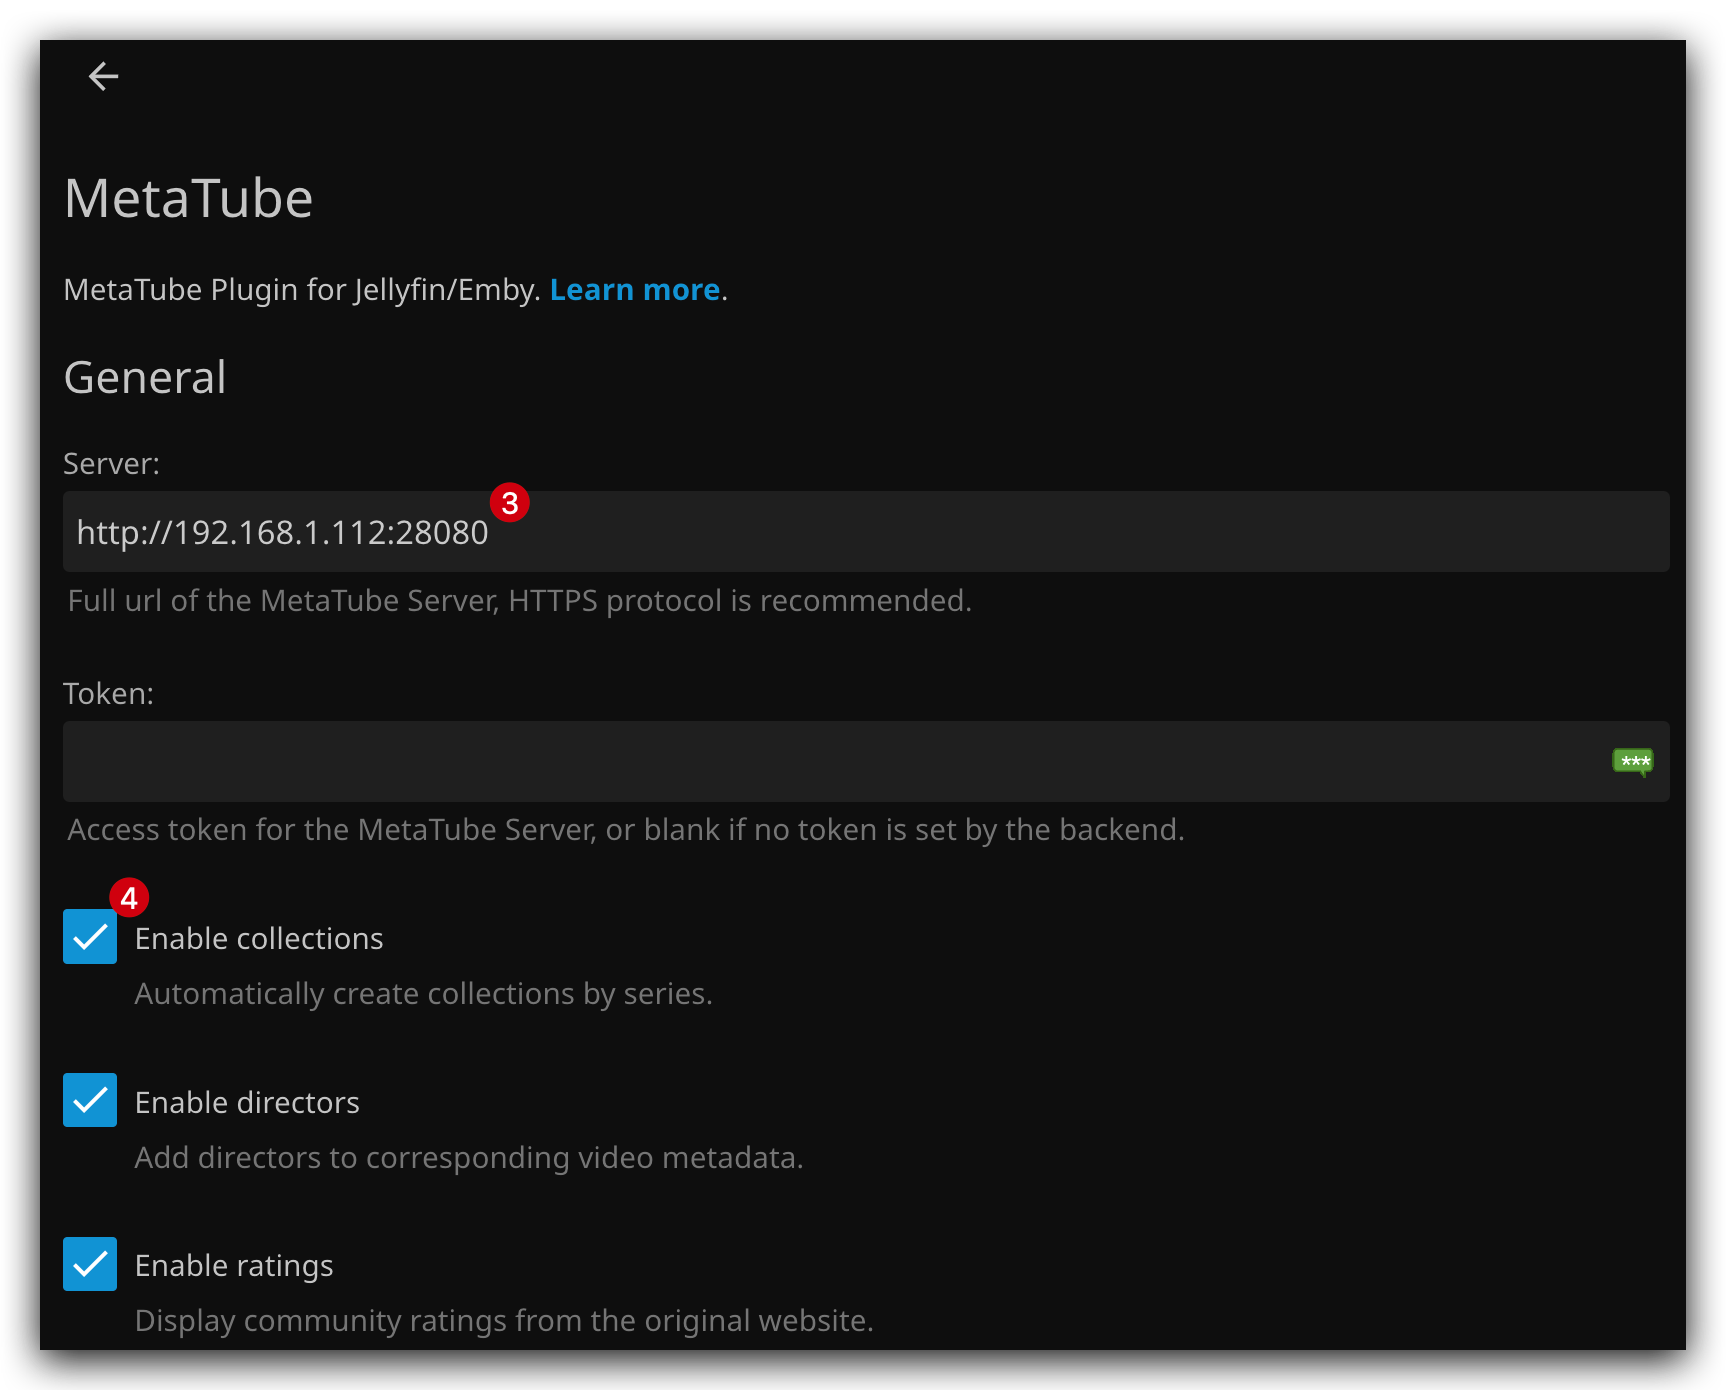 MetaTube
MetaTube Plugin for Jellyfin/Emby. Learn more.
General
Server:
3
http://192.168.1.112:28080
Full url of the MetaTube Server, HTTPS protocol is recommended.
Token:
***
Access token for the MetaTube Server, or blank if no token is set by the backend.
4
Enable collections
Automatically create collections by series.
Enable directors
Add directors to corresponding video metadata.
Enable ratings
Display community ratings from the original website.